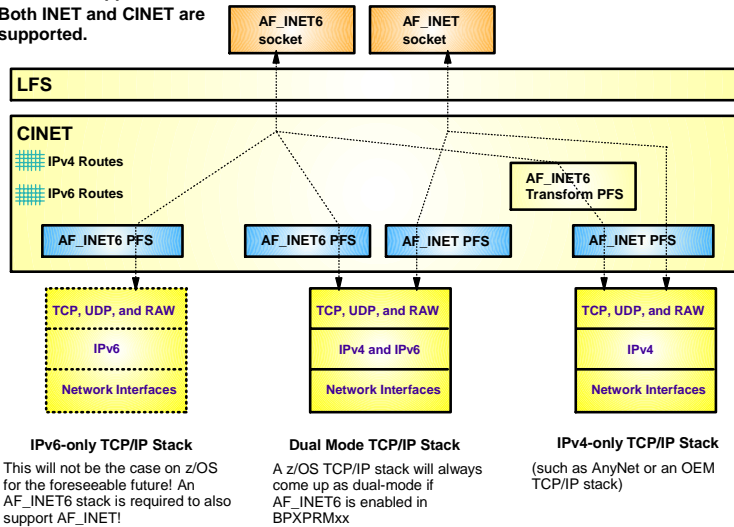 Both INET and CINET are
supported.
AF_INET6
socket
AF_INET
socket
LFS
CINET
IPv4 Routes
IPv6 Routes
AF_INET6
Transform PFS
AF_INET6 PFS
AF_INET6 PFS
AF_INET PFS
AF_INET PFS
TCP, UDP, and RAW
IPv6
Network Interfaces
TCP, UDP, and RAW
IPv4 and IPv6
Network Interfaces
TCP, UDP, and RAW
IPv4
Network Interfaces
IPv6-only TCP/IP Stack
This will not be the case on z/OS
for the foreseeable future! An
AF_INET6 stack is required to also
support AF_INET!
Dual Mode TCP/IP Stack
A z/OS TCP/IP stack will always
come up as dual-mode if
AF_INET6 is enabled in
BPXPRMxx
IPv4-only TCP/IP Stack
(such as AnyNet or an OEM
TCP/IP stack)